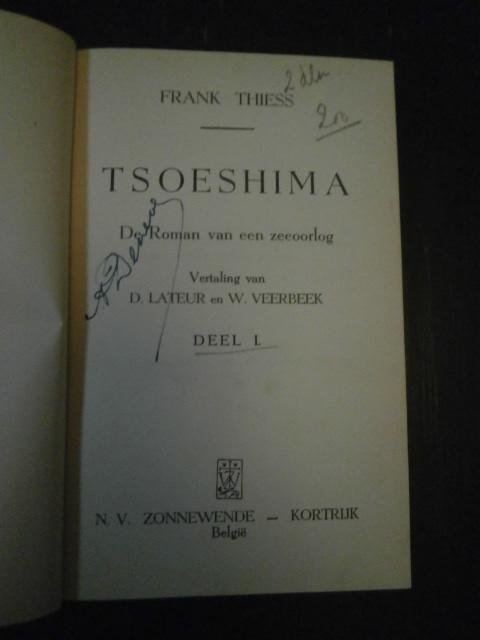 2 dln
FRANK THIESS
200
TSOESHIMA
De Roman van een zeeoorlog
Vertaling van
D. LATEUR en W. VEERBEEK
DEEL I.
N. V. ZONNEWENDE — KORTRIJK
België